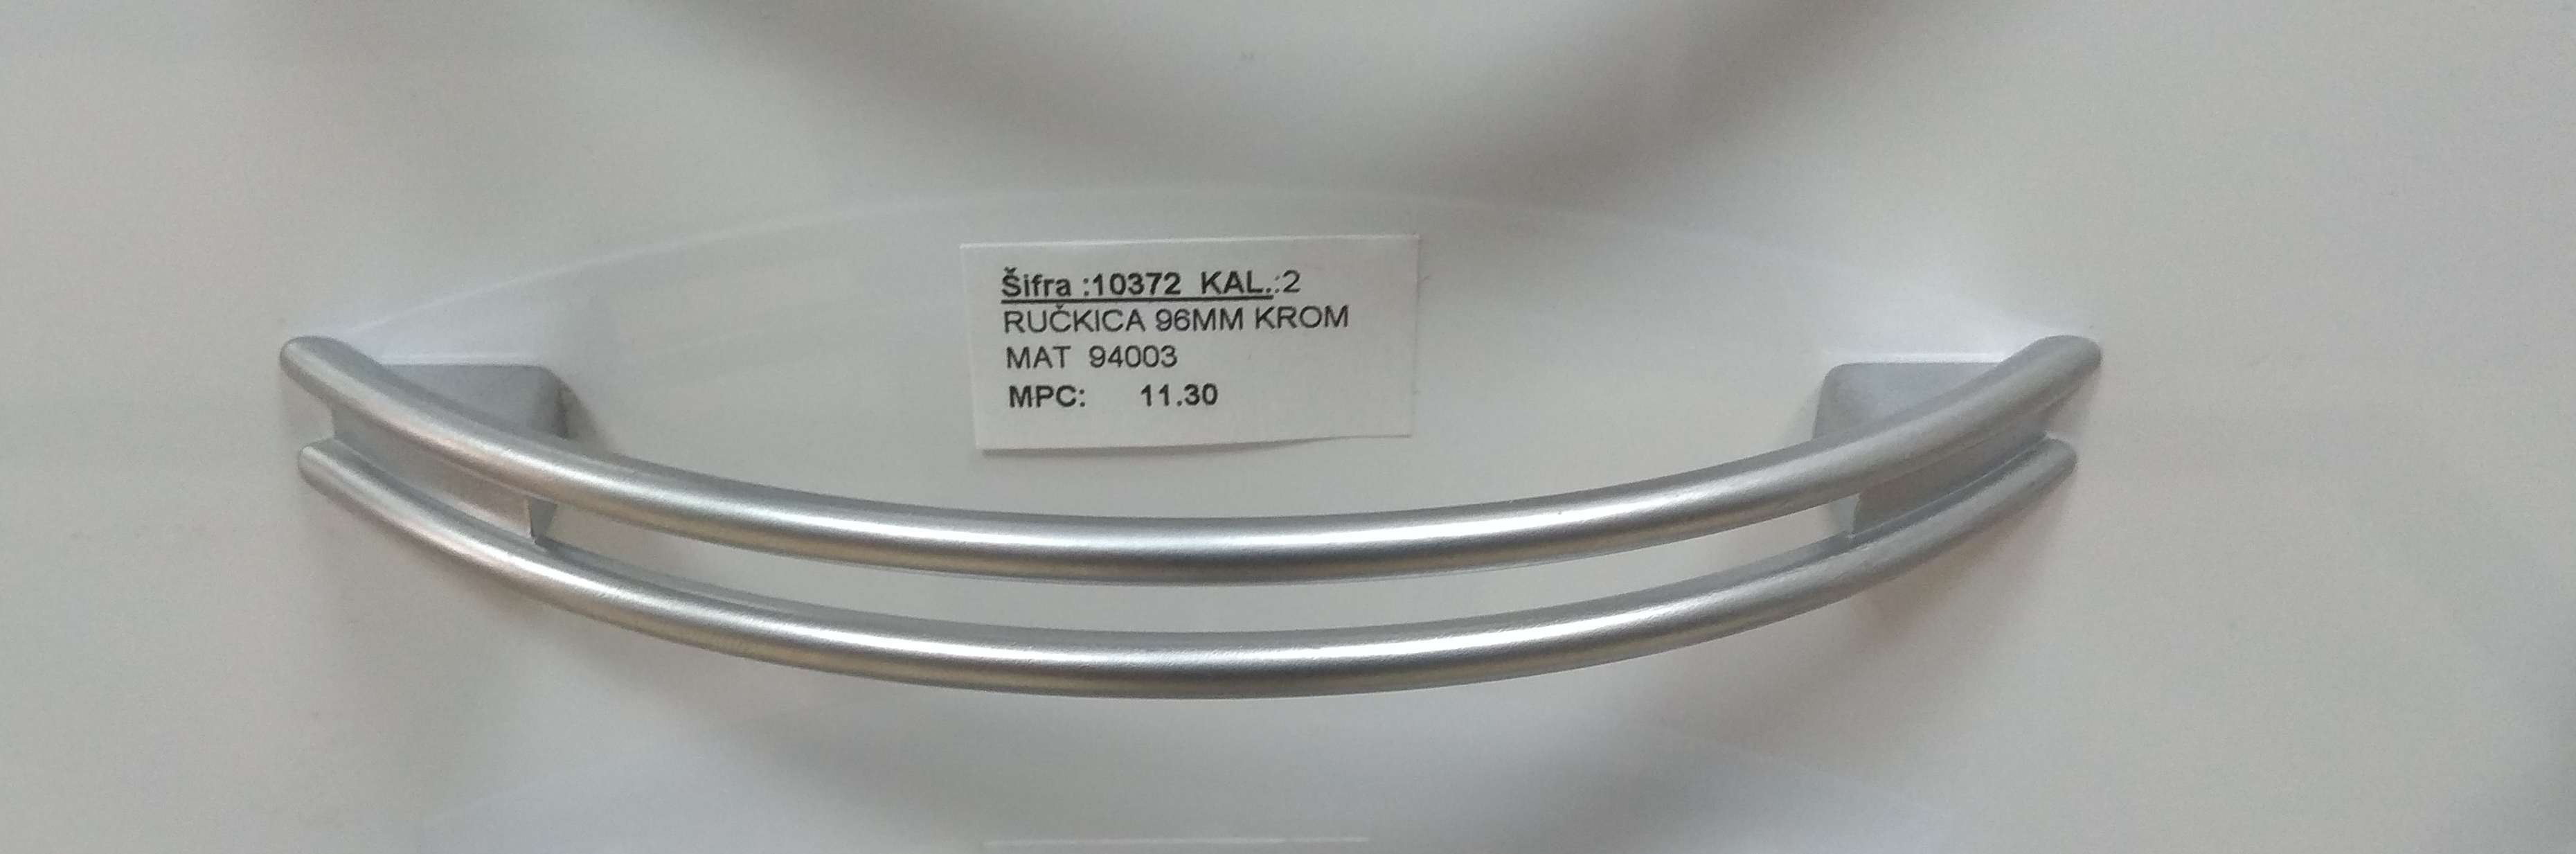 Šifra :10372 KAL.:2
RUČKICA 96MM KROM
MAT 94003
MPC: 11.30